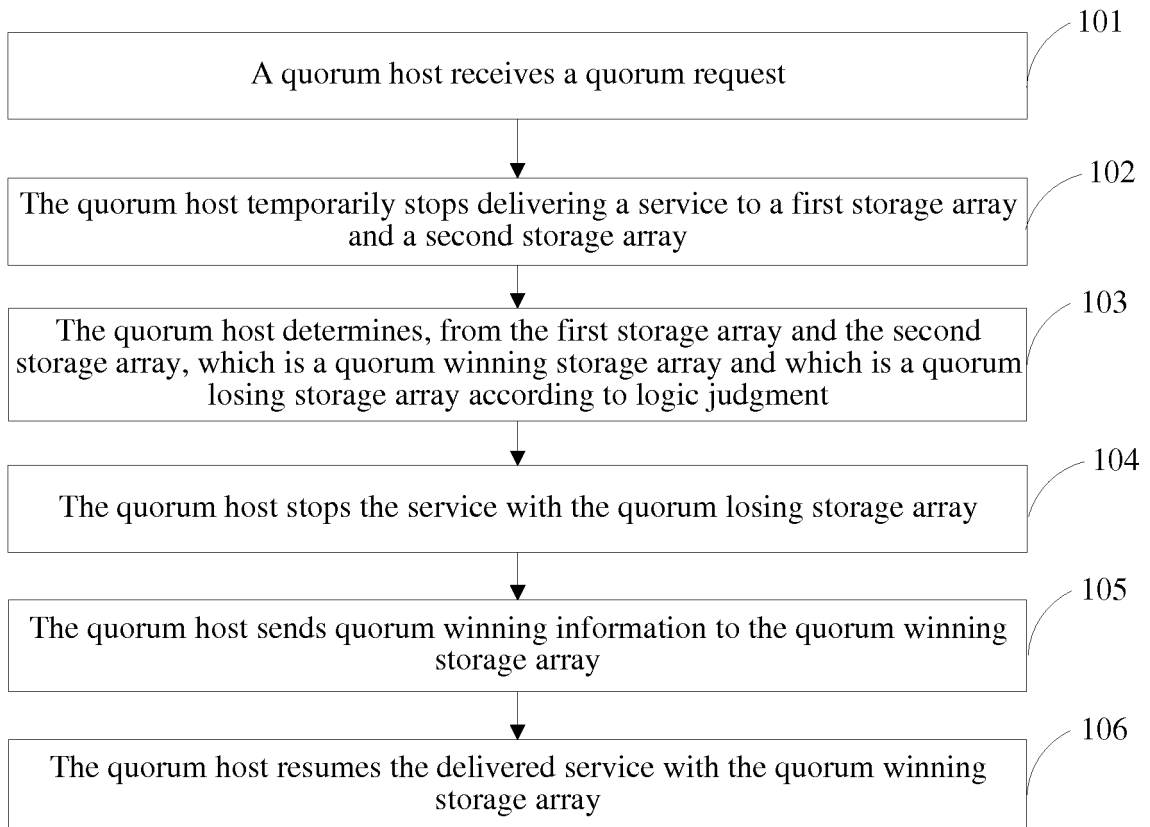 101
A quorum host receives a quorum request
102
The quorum host temporarily stops delivering a service to a first storage array
and a second storage array
103
The quorum host determines, from the first storage array and the second
storage array, which is a quorum winning storage array and which is a quorum
losing storage array according to logic judgment
104
The quorum host stops the service with the quorum losing storage array
105
The quorum host sends quorum winning information to the quorum winning
storage array
106
The quorum host resumes the delivered service with the quorum winning
storage array